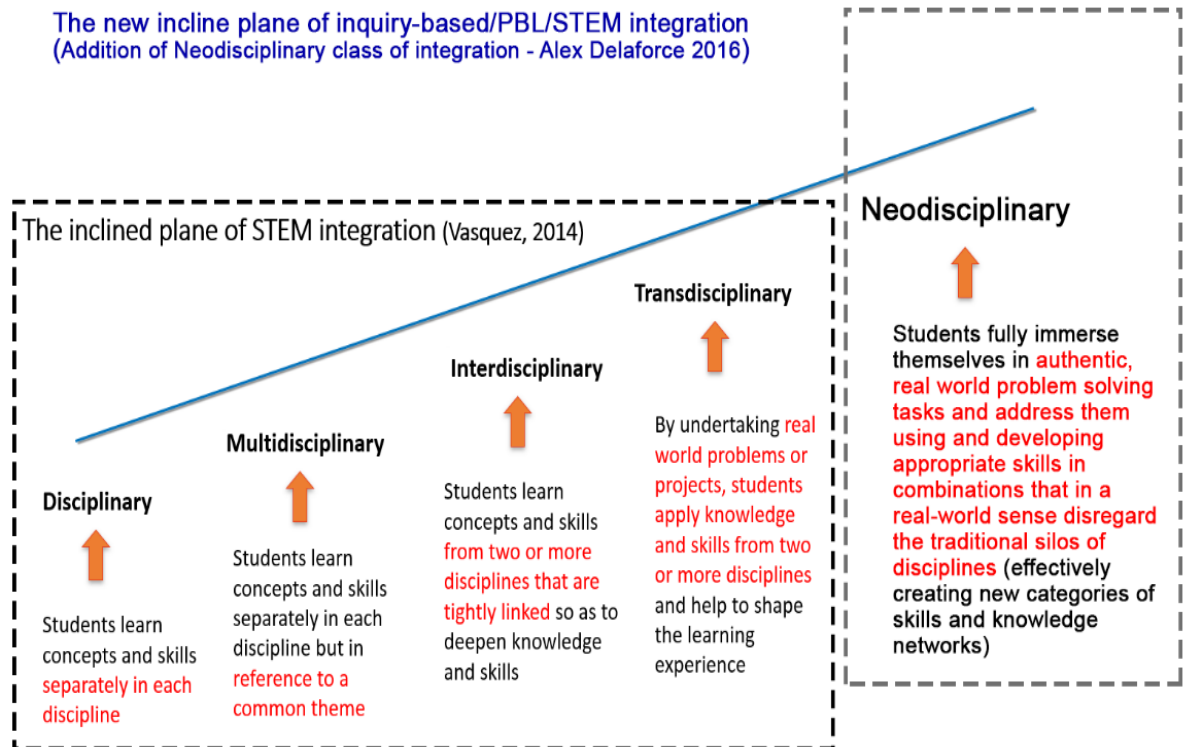 The new incline plane of inquiry-based/PBL/STEM integration
(Addition of Neodisciplinary class of integration - Alex Delaforce 2016)
The inclined plane of STEM integration (Vasquez, 2014)
Disciplinary
Students learn
concepts and skills
separately in each
discipline
Multidisciplinary
Students learn
concepts and skills
separately in each
discipline but in
reference to a
common theme
Interdisciplinary
Students learn
concepts and skills
from two or more
disciplines that are
tightly linked so as to
deepen knowledge
and skills
Transdisciplinary
By undertaking real
world problems or
projects, students
apply knowledge
and skills from two
or more disciplines
and help to shape
the learning
experience
Neodisciplinary
Students fully immerse
themselves in authentic,
real world problem solving
tasks and address them
using and developing
appropriate skills in
combinations that in a
real-world sense disregard
the traditional silos of
disciplines (effectively
creating new categories of
skills and knowledge
networks)